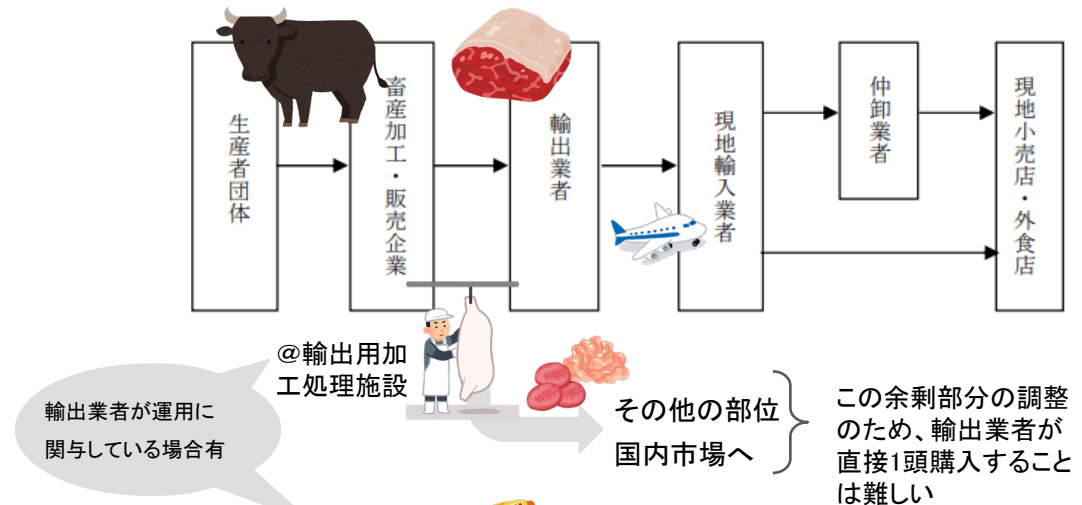 生産者団体
畜産加工・販売企業
輸出業者
現地輸入業者
仲卸業者
現地小売店・外食店
@輸出用加
工処理施設
輸出業者が運用に
関与している場合有
その他の部位
国内市場へ
この余剰部分の調整
のため、輸出業者が
直接1頭購入すること
は難しい